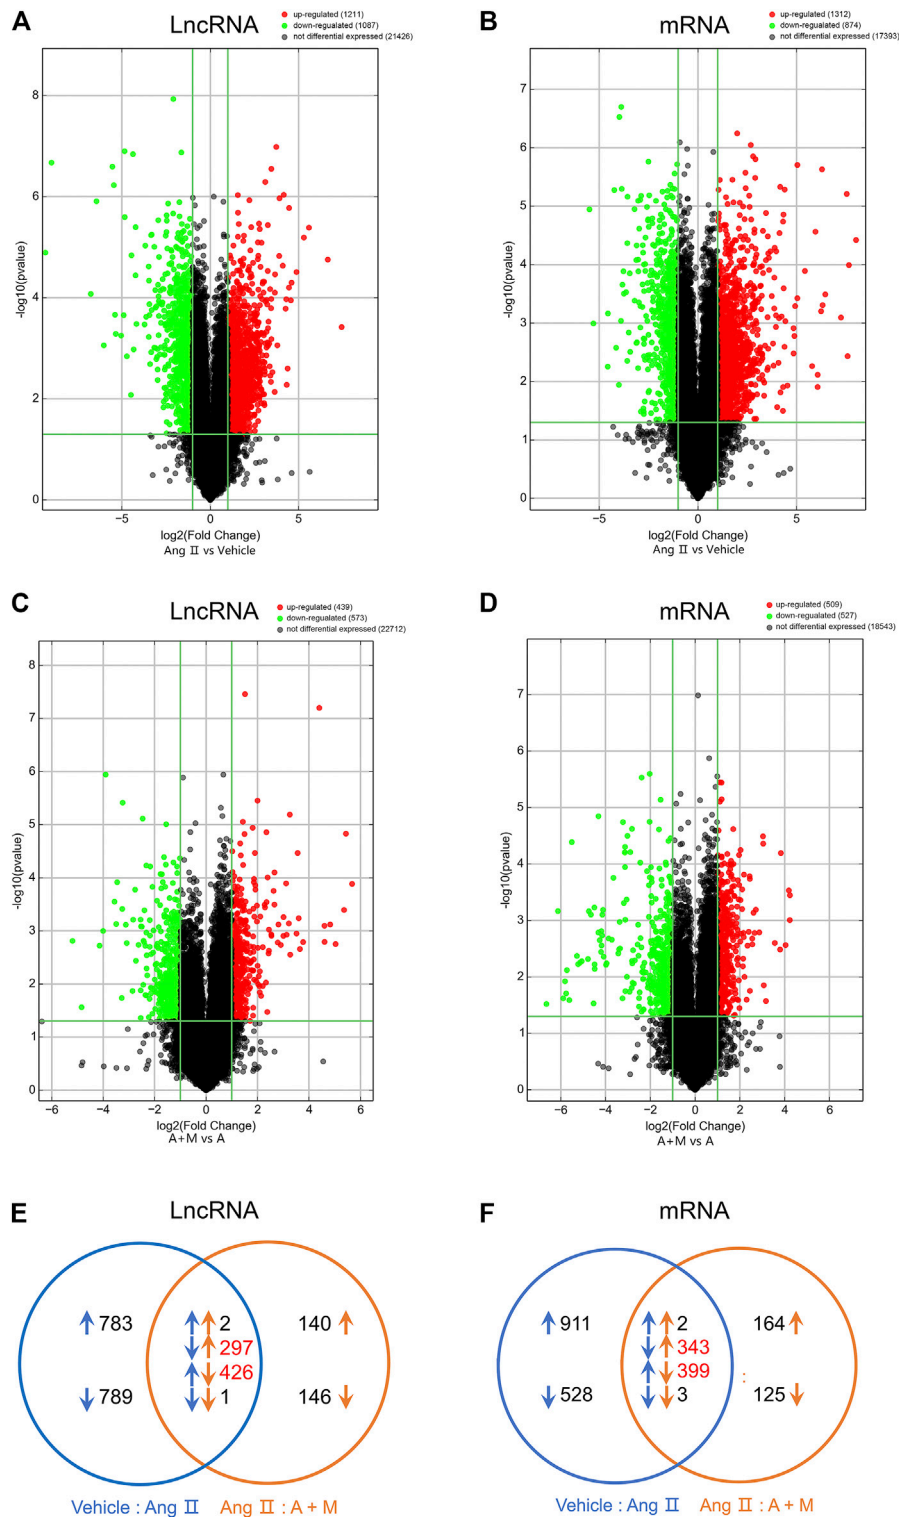 A
LncRNA
up-regulated (1211)
down-regualated (1087)
not differential expressed (21426)
8
6
4
2
0
-log10(pvalue)
−5
0
5
log2(Fold Change)
Ang Ⅱ vs Vehicle
B
mRNA
up-regulated (1312)
down-regualated (874)
not differential expressed (17393)
7
6
5
4
3
2
1
0
-log10(pvalue)
−5
0
5
log2(Fold Change)
Ang Ⅱ vs Vehicle
C
LncRNA
up-regulated (439)
down-regualated (573)
not differential expressed (22712)
8
7
6
5
4
3
2
1
0
-log10(pvalue)
−6 −4 −2 0 2 4 6
log2(Fold Change)
A+M vs A
D
mRNA
up-regulated (509)
down-regualated (527)
not differential expressed (18543)
7
6
5
4
3
2
1
0
-log10(pvalue)
−6 −4 −2 0 2 4 6
log2(Fold Change)
A+M vs A
E
LncRNA
↑ 783
↑↑ 2
140 ↑
↓↑ 297
↑↓ 426
↓ 789
↓↓ 1
146 ↓
Vehicle : Ang Ⅱ
Ang Ⅱ : A + M
F
mRNA
↑ 911
↑↑ 2
164 ↑
↓↑ 343
↑↓ 399
:
↓ 528
↓↓ 3
125 ↓
Vehicle : Ang Ⅱ
Ang Ⅱ : A + M